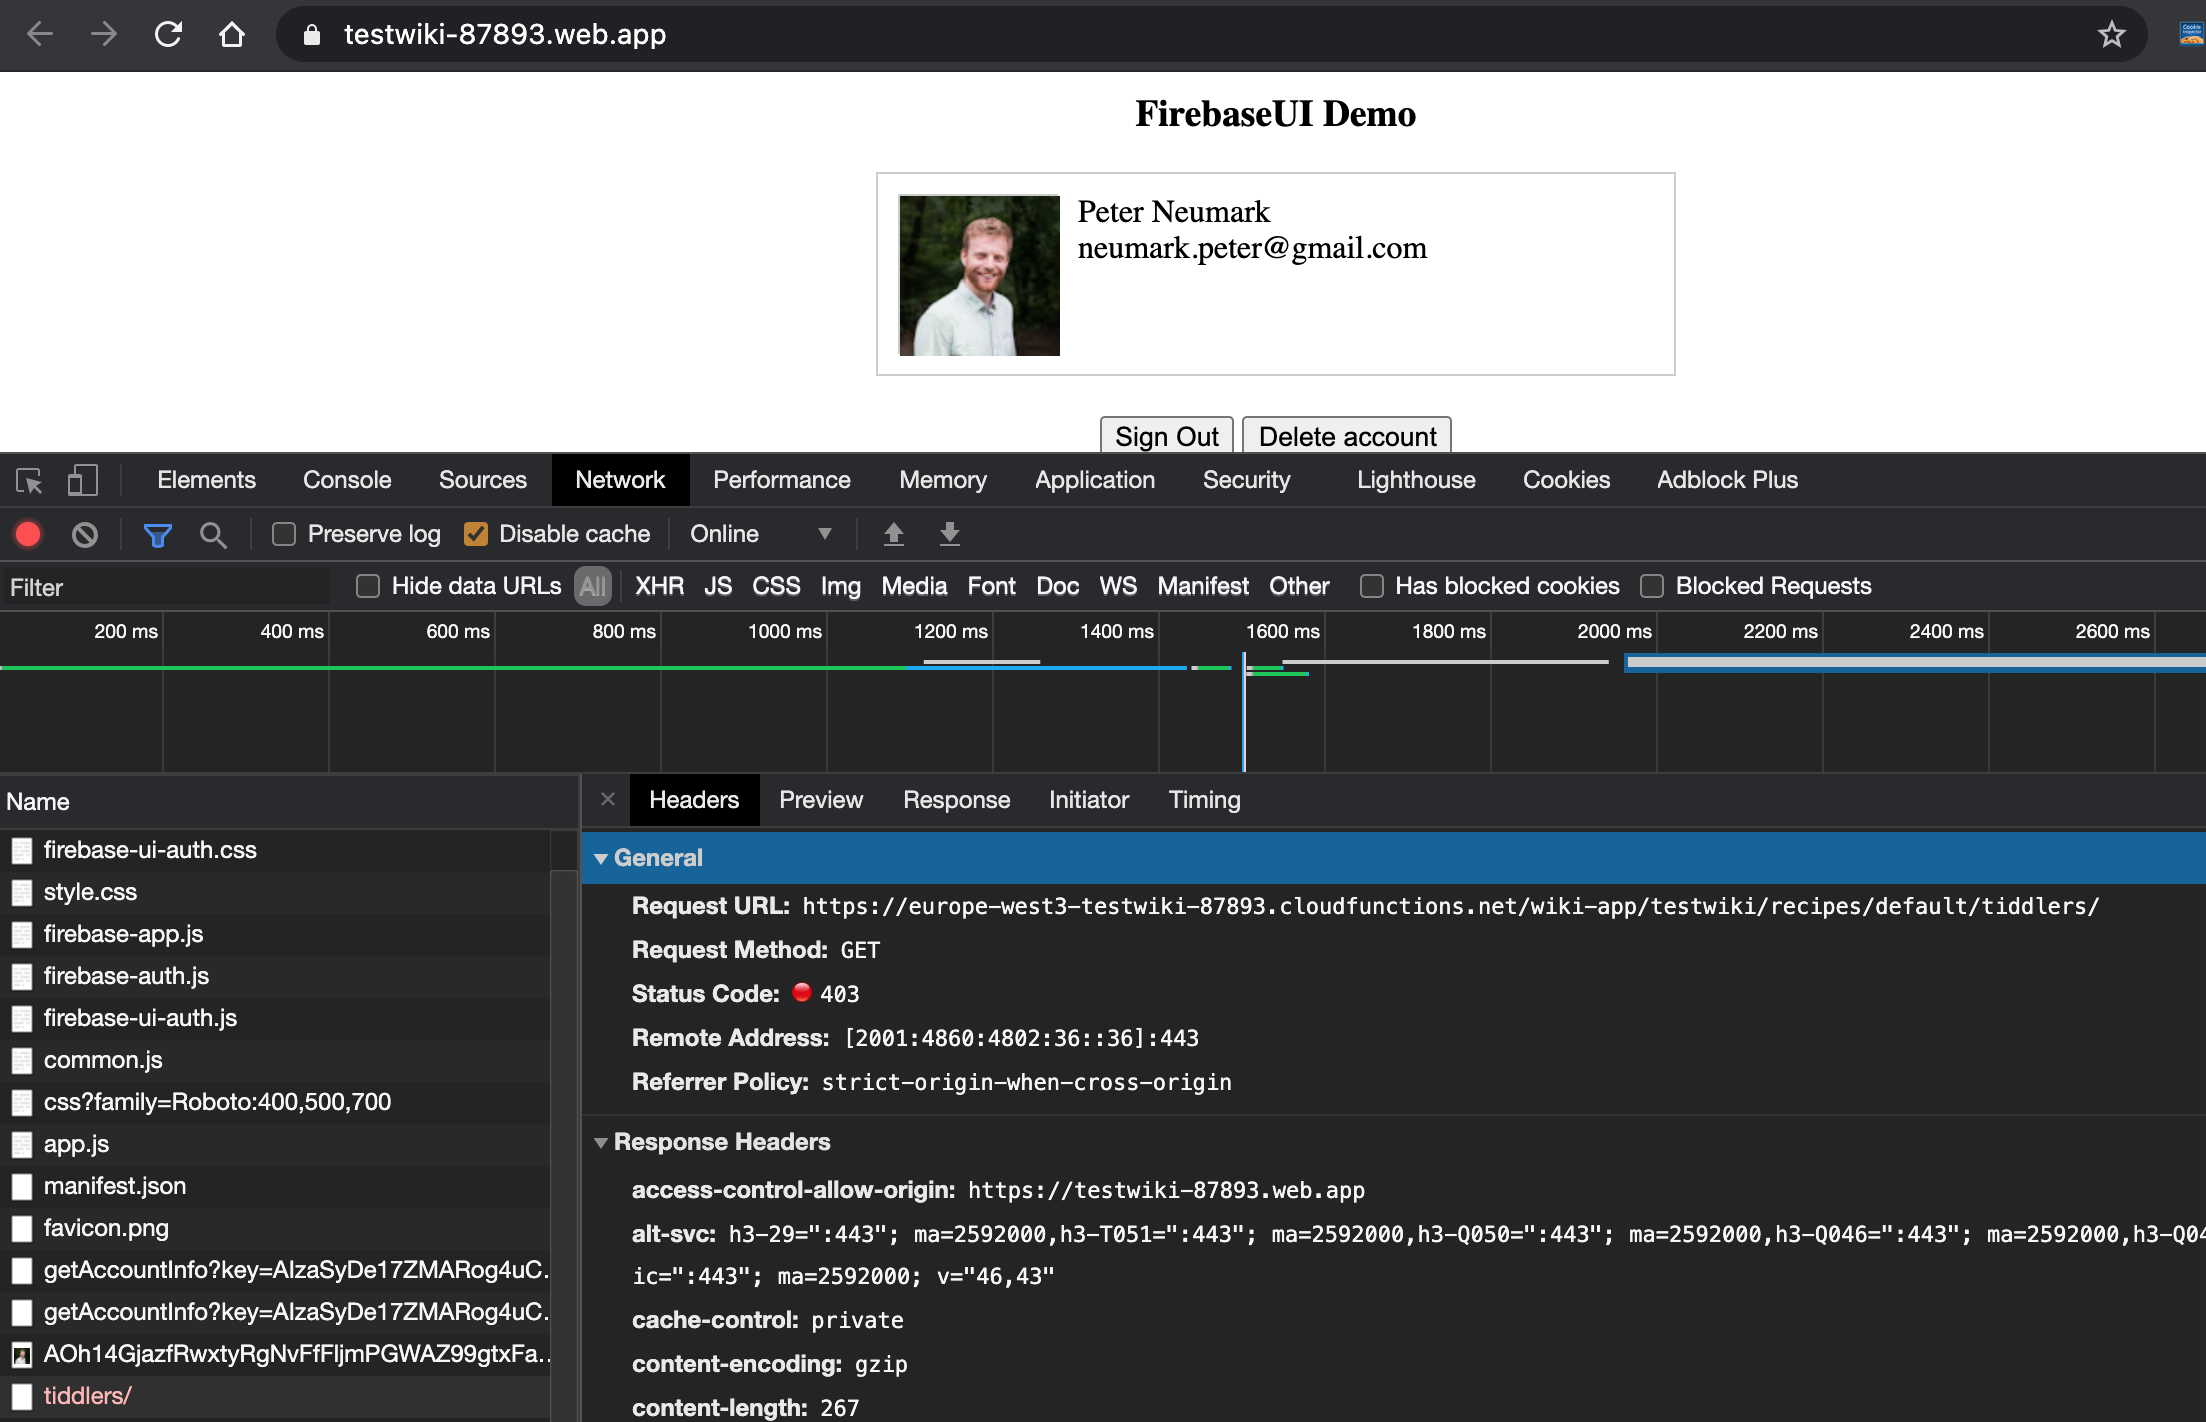 testwiki-87893.web.app
FirebaseUI Demo
Peter Neumark
neumark.peter@gmail.com
Sign Out Delete account
Elements Console Sources Network Performance Memory Application Security Lighthouse Cookies Adblock Plus
Preserve log Disable cache Online
Filter Hide data URLs All XHR JS CSS Img Media Font Doc WS Manifest Other Has blocked cookies Blocked Requests
200 ms 400 ms 600 ms 800 ms 1000 ms 1200 ms 1400 ms 1600 ms 1800 ms 2000 ms 2200 ms 2400 ms 2600 ms
Name
firebase-ui-auth.css
style.css
firebase-app.js
firebase-auth.js
firebase-ui-auth.js
common.js
css?family=Roboto:400,500,700
app.js
manifest.json
favicon.png
getAccountInfo?key=AIzaSyDe17ZMARog4uC…
getAccountInfo?key=AIzaSyDe17ZMARog4uC…
AOh14GjazfRwxtyRgNvFfFljmPGWAZ99gtxFa…
tiddlers/
Headers Preview Response Initiator Timing
General
Request URL: https://europe-west3-testwiki-87893.cloudfunctions.net/wiki-app/testwiki/recipes/default/tiddlers/
Request Method: GET
Status Code: 403
Remote Address: [2001:4860:4802:36::36]:443
Referrer Policy: strict-origin-when-cross-origin
Response Headers
access-control-allow-origin: https://testwiki-87893.web.app
alt-svc: h3-29=":443"; ma=2592000,h3-T051=":443"; ma=2592000,h3-Q050=":443"; ma=2592000,h3-Q046=":443"; ma=2592000,h3-Q04
ic=":443"; ma=2592000; v="46,43"
cache-control: private
content-encoding: gzip
content-length: 267